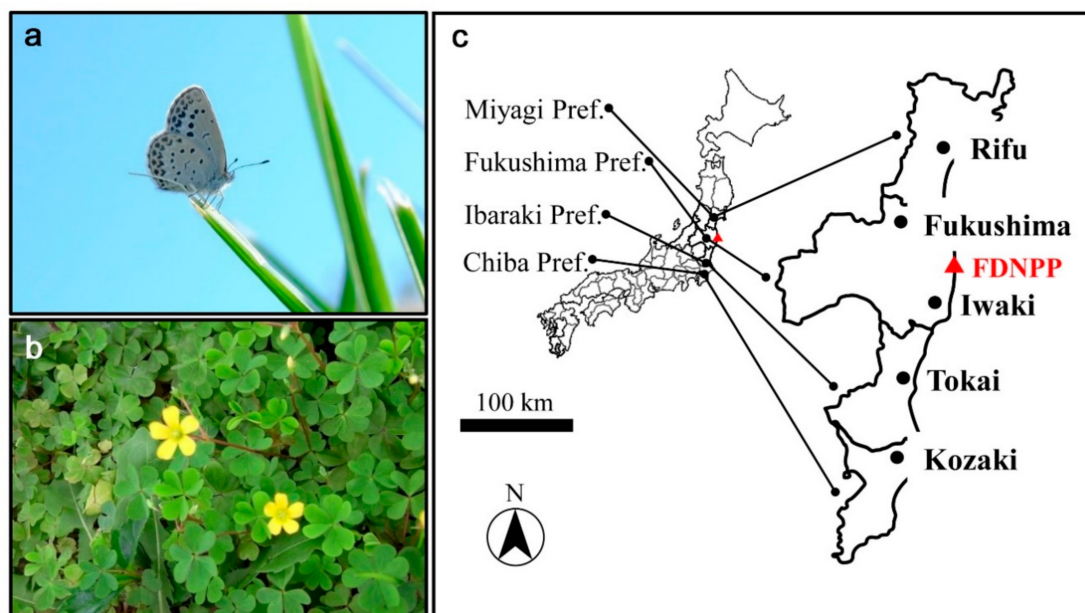 a
b
c
Miyagi Pref.
Fukushima Pref.
Ibaraki Pref.
Chiba Pref.
100 km
N
Rifu
Fukushima
FDNPP
Iwaki
Tokai
Kozaki